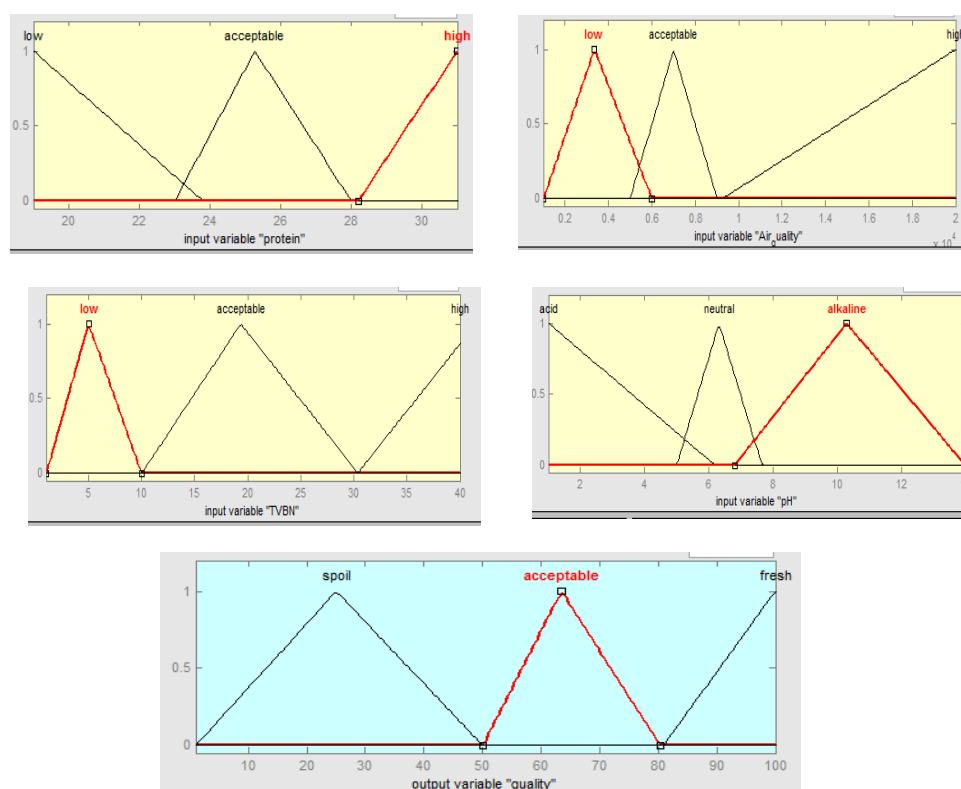 low acceptable high
1
0.5
0
20 22 24 26 28 30
input variable "protein"
low acceptable high
1
0.5
0
0.2 0.4 0.6 0.8 1 1.2 1.4 1.6 1.8 2
x 10^4
input variable "Air_quality"
low acceptable high
1
0.5
0
5 10 15 20 25 30 35 40
input variable "TVBN"
acid neutral alkaline
1
0.5
0
2 4 6 8 10 12
input variable "pH"
spoil acceptable fresh
1
0.5
0
10 20 30 40 50 60 70 80 90 100
output variable "quality"